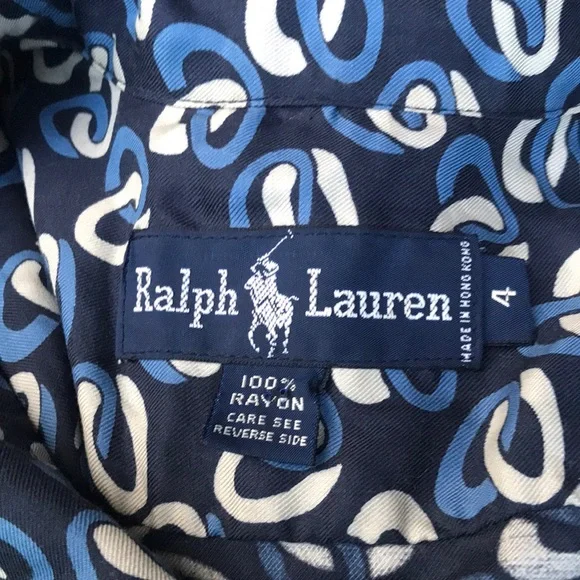 Ralph Lauren
MADE IN HONG KONG
4
100%
RAYON
CARE SEE
REVERSE SIDE